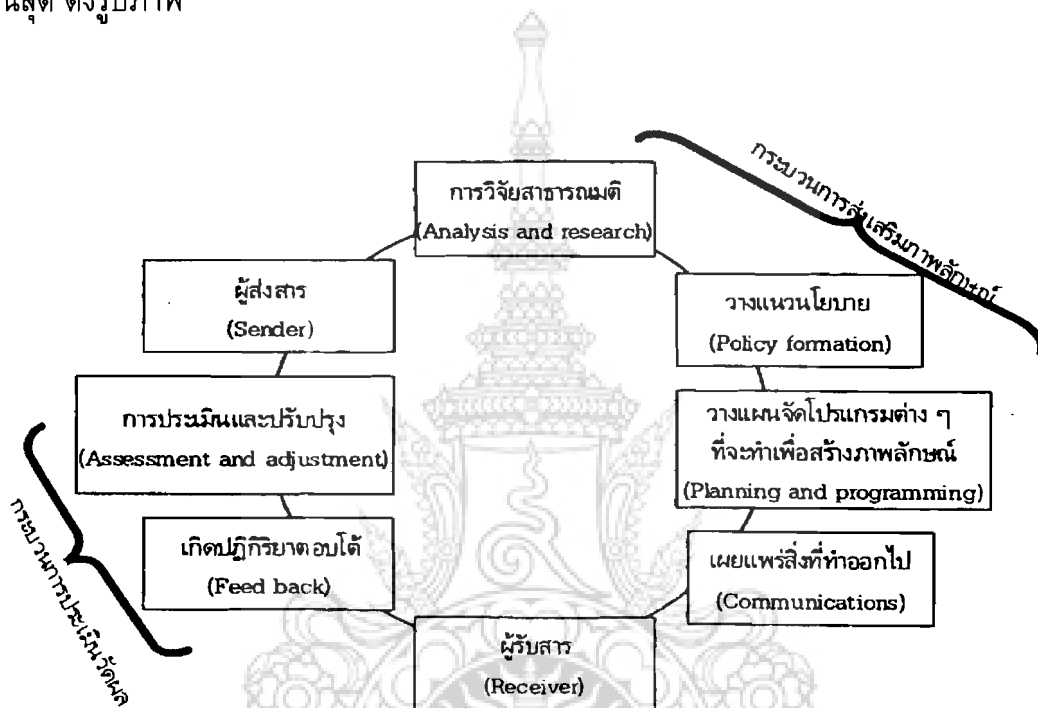 นสุด ดังรูปภาพ
กระบวนการส่งเสริมภาพลักษณ์
การวิจัยสาธารณมติ
(Analysis and research)
ผู้ส่งสาร
(Sender)
วางแนวนโยบาย
(Policy formation)
การประเมินและปรับปรุง
(Assessment and adjustment)
วางแผนจัดโปรแกรมต่าง ๆ
ที่จะทำเพื่อสร้างภาพลักษณ์
(Planning and programming)
กระบวนการประเมินวัดผล
เกิดปฏิกิริยาตอบโต้
(Feed back)
เผยแพร่สิ่งที่ทำออกไป
(Communications)
ผู้รับสาร
(Receiver)